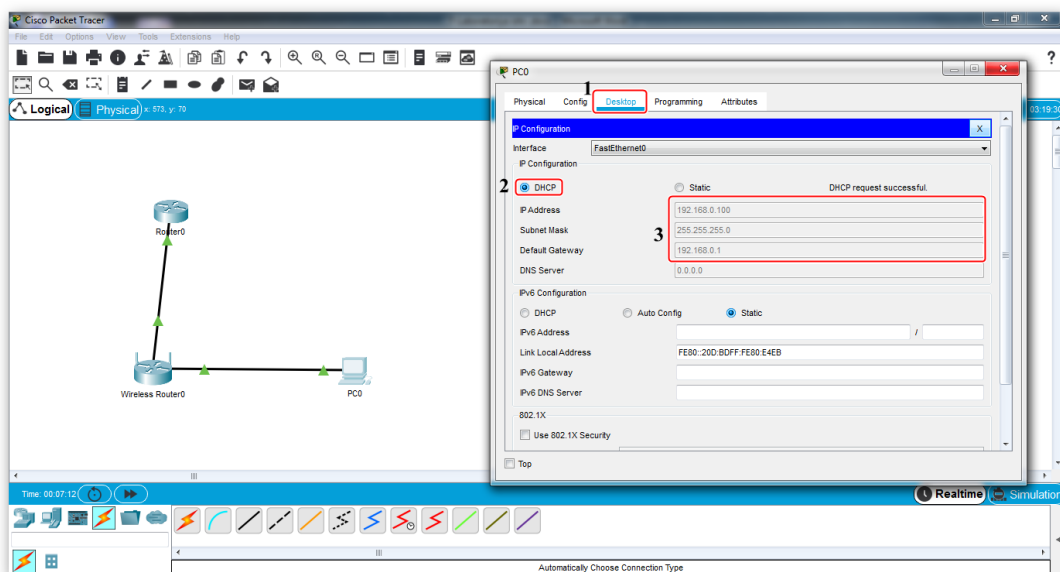 Cisco Packet Tracer
File Edit Options View Tools Extensions Help
?
Logical Physical x: 573, y: 70
03:19:30
Router0
Wireless Router0
PC0
PC0
1
Physical Config Desktop Programming Attributes
IP Configuration X
Interface FastEthernet0
IP Configuration
2 DHCP Static DHCP request successful.
IP Address 192.168.0.100
Subnet Mask 255.255.255.0
3
Default Gateway 192.168.0.1
DNS Server 0.0.0.0
IPv6 Configuration
DHCP Auto Config Static
IPv6 Address /
Link Local Address FE80::20D:BDFF:FE80:E4EB
IPv6 Gateway
IPv6 DNS Server
802.1X
Use 802.1X Security
Top
Time: 00:07:12 Realtime Simulation
Automatically Choose Connection Type